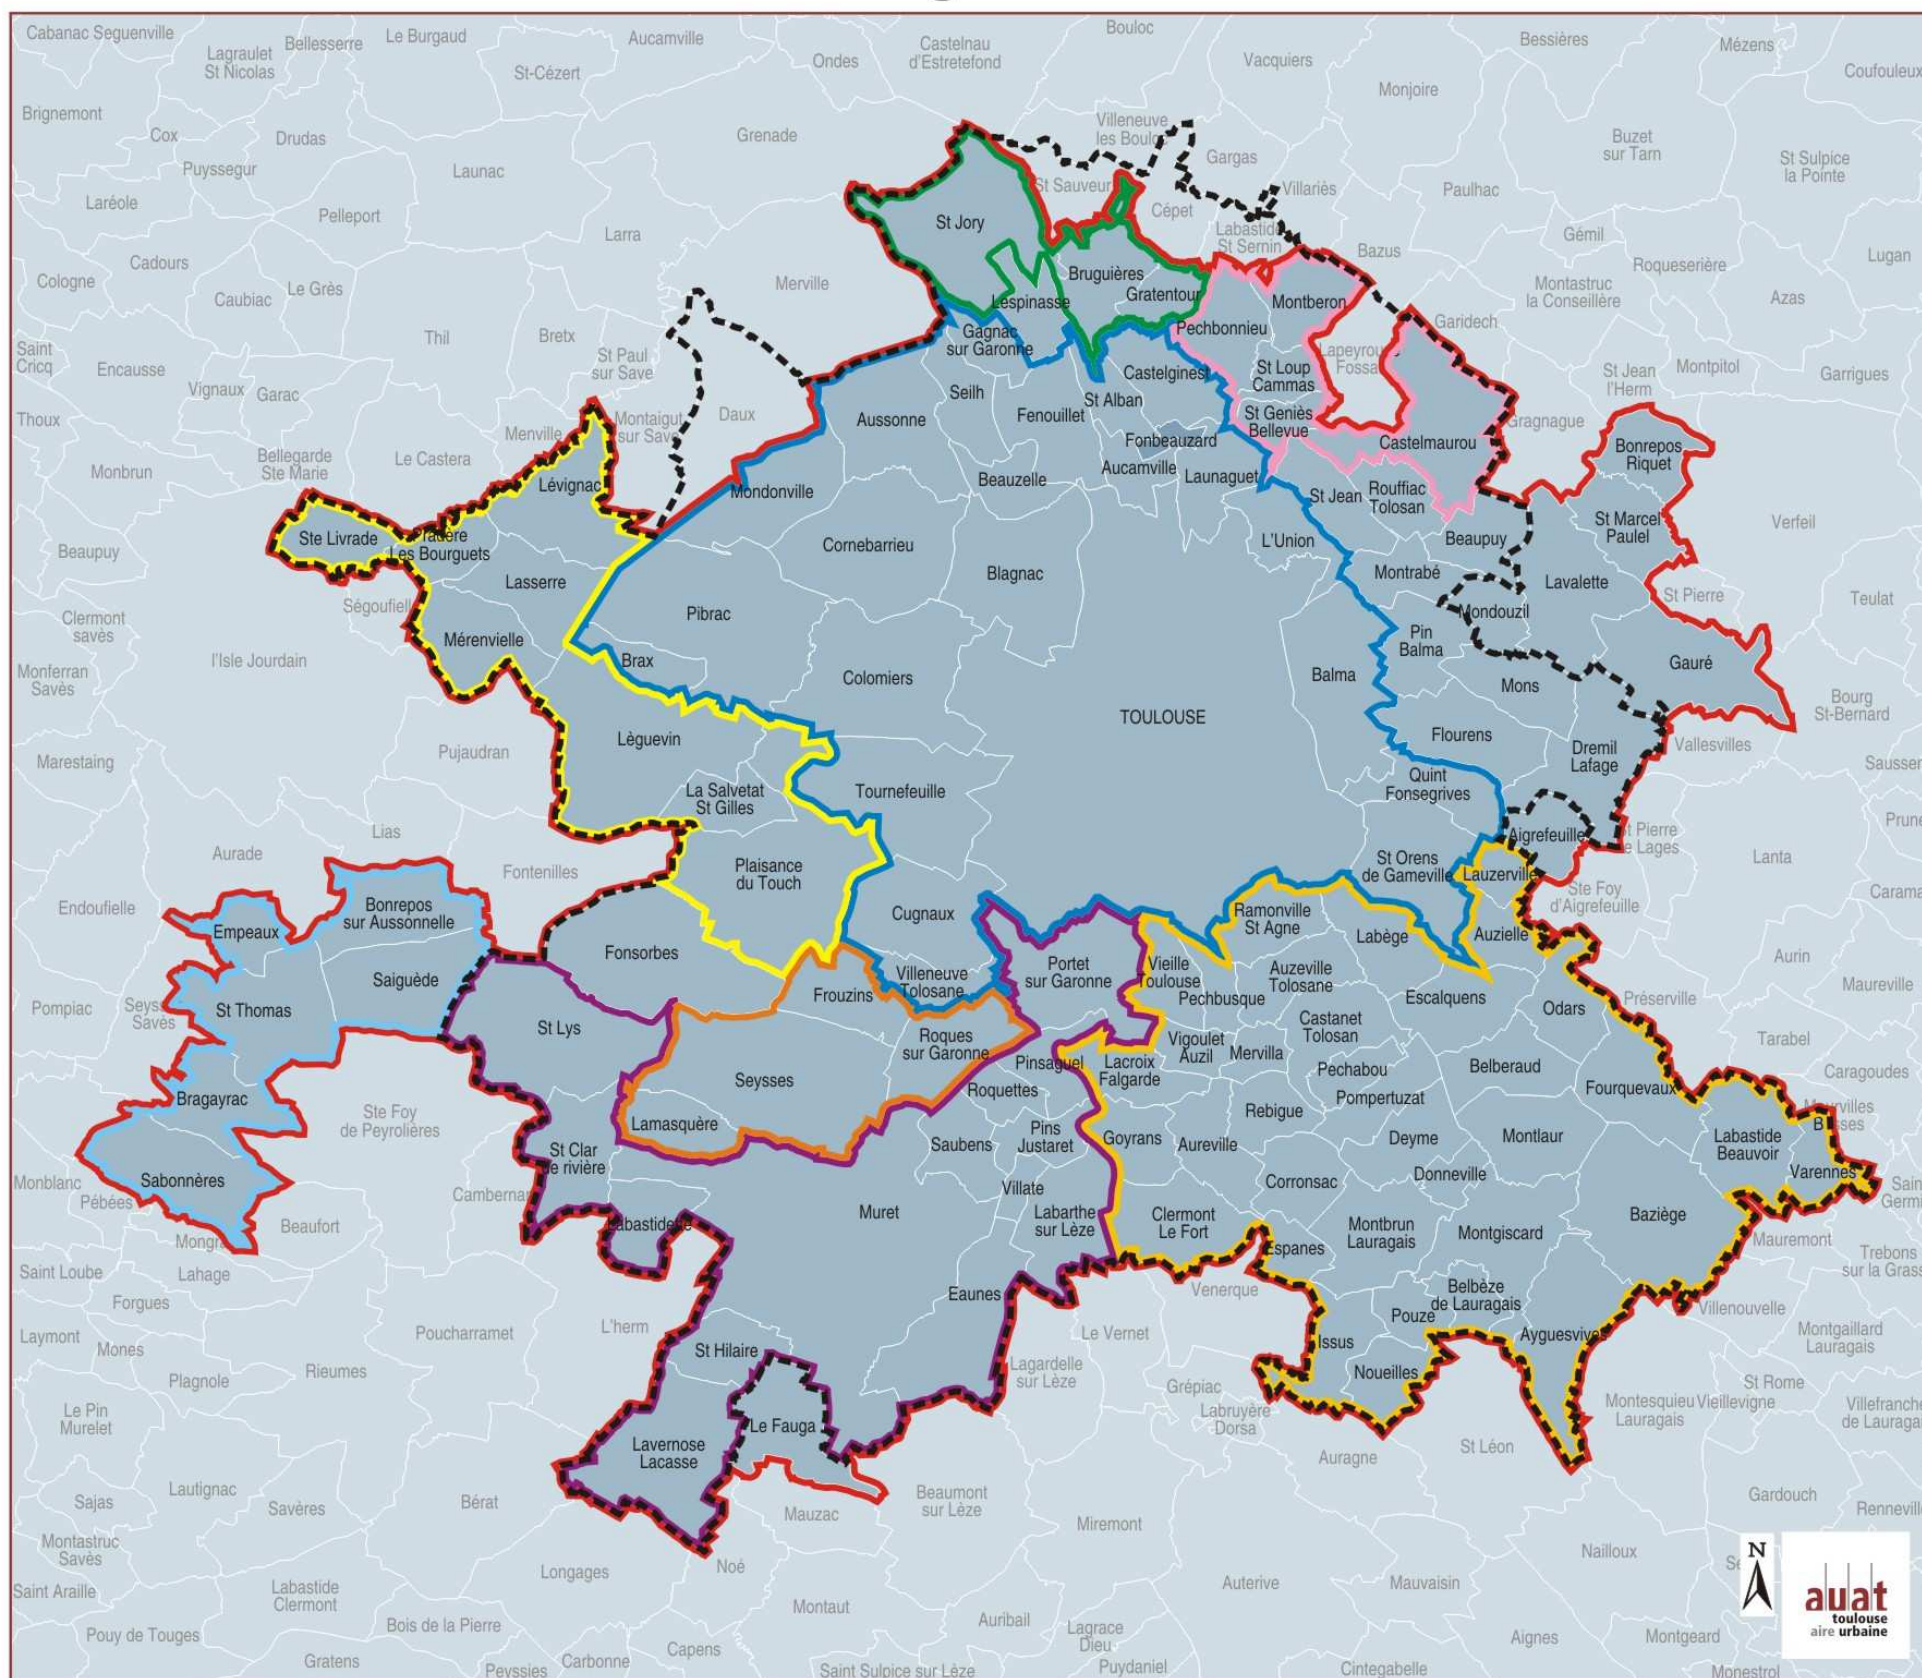 Cabanac Seguenville
Lagraulet
St Nicolas
Bellesserre
Le Burgaud
Aucamville
Ondes
Castelnau
d'Estretefond
Bouloc
Vacquiers
Bessières
Mézens
Coufouleux
Monjoire
Brignemont
Cox
Drudas
Grenade
Villeneuve
Gargas
Buzet
sur Tarn
St Sulpice
la Pointe
Puyssegur
Launac
St-Cézert
Laréole
Pelleport
Larra
St Sauveur
Cépet
Villariès
Paulhac
St Jory
Labastide
St Sernin
Bazus
Gémil
Lugan
Cologne
Cadours
Caubiac
Le Grès
Merville
Bruguières
Gratentour
Lespinasse
Montberon
Roqueserière
Montastruc
la Conseillère
Azas
Thil
Bretx
Gagnac
sur Garonne
Pechbonnieu
Garidech
Saint
Cricq
Encausse
Vignaux
Garac
St Paul
sur Save
Seilh
Castelginest
St Loup
Cammas
St Jean
l'Herm
Montpitol
Garrigues
Thoux
Menville
Daux
Aussonne
Fenouillet
St Alban
St Geniès
Bellevue
Castelmaurou
Gragnague
Bonrepos
Riquet
Monbrun
Bellegarde
Ste Marie
Le Castera
Fonbeauzard
Aucamville
Launaguet
Lévignac
Mondonville
Beauzelle
St Jean
Rouffiac
Tolosan
St Marcel
Paulel
Verfeil
Ste Livrade
Les Bourguets
Beaupuy
Cornebarrieu
L'Union
Beaupuy
Lasserre
Blagnac
Montrabé
Lavalette
St Pierre
Teulat
Clermont
savès
Pibrac
Mondouzil
Mérenvielle
Pin
Balma
Monferran
Savès
l'Isle Jourdain
Brax
Colomiers
Balma
Mons
Gauré
Bourg
St-Bernard
TOULOUSE
Marestaing
Pujaudran
Lèguevin
Flourens
Dremil
Lafage
Vallesvilles
La Salvetat
St Gilles
Tournefeuille
Quint
Fonsegrives
Lias
Aurade
Fontenilles
Plaisance
du Touch
Aigrefeuille
Lanta
St Orens
de Gameville
Lauzerville
Ste Foy
d'Aigrefeuille
Endoufielle
Empeaux
Bonrepos
sur Aussonnelle
Cugnaux
Ramonville
St Agne
Labège
Auzielle
Fonsorbes
Saiguède
Villeneuve
Tolosane
Portet
sur Garonne
Vieille
Toulouse
Auzeville
Tolosane
Aurin
Maureville
Pompiac
St Thomas
Frouzins
Pechbusque
Escalquens
Odars
Préserville
St Lys
Roques
sur Garonne
Castanet
Tolosan
Tarabel
Vigoulet
Auzil
Mervilla
Seysses
Pinsaguel
Lacroix
Falgarde
Pechabou
Belberaud
Caragoudes
Bragayrac
Roquettes
Pompertuzat
Fourquevaux
Ste Foy
de Peyrolières
Lamasquère
Rebigue
Saubens
Pins
Justaret
Goyrans
Aureville
Deyme
Montlaur
Labastide
Beauvoir
St Clar
de rivière
Donneville
Varennes
Monblanc
Sabonnères
Pébées
Villate
Corronsac
Muret
Labarthe
sur Lèze
Clermont
Le Fort
Montbrun
Lauragais
Montgiscard
Baziège
Beaufort
Espanes
Mauremont
Saint Loube
Lahage
Trebons
Forgues
Eaunes
Venerque
Belbèze
de Lauragais
Villenouvelle
Laymont
Mones
Poucharramet
L'herm
Le Vernet
Pouze
Ayguesvives
Montgaillard
Lauragais
Issus
Plagnole
Rieumes
St Hilaire
Lagardelle
sur Lèze
Noueilles
Grépiac
St Rome
Le Pin
Murelet
Labruyère
Dorsa
Montesquieu
Lauragais
Vieillevigne
Le Fauga
Lavernose
Lacasse
St Léon
Auragne
Lautignac
Sajas
Savères
Bérat
Beaumont
sur Lèze
Mauzac
Miremont
Gardouch
Montastruc
Savès
Noé
Nailloux
N
Saint Araille
Labastide
Clermont
Longages
Montaut
Auterive
Mauvaisin
Pouy de Touges
Bois de la Pierre
Auribail
Lagrace
Dieu
Aignes
Montgeard
Gratens
Peyssies
Carbonne
Capens
Saint Sulpice sur Lèze
Puydaniel
Cintegabelle
Monestrol
auat
toulouse
aire urbaine